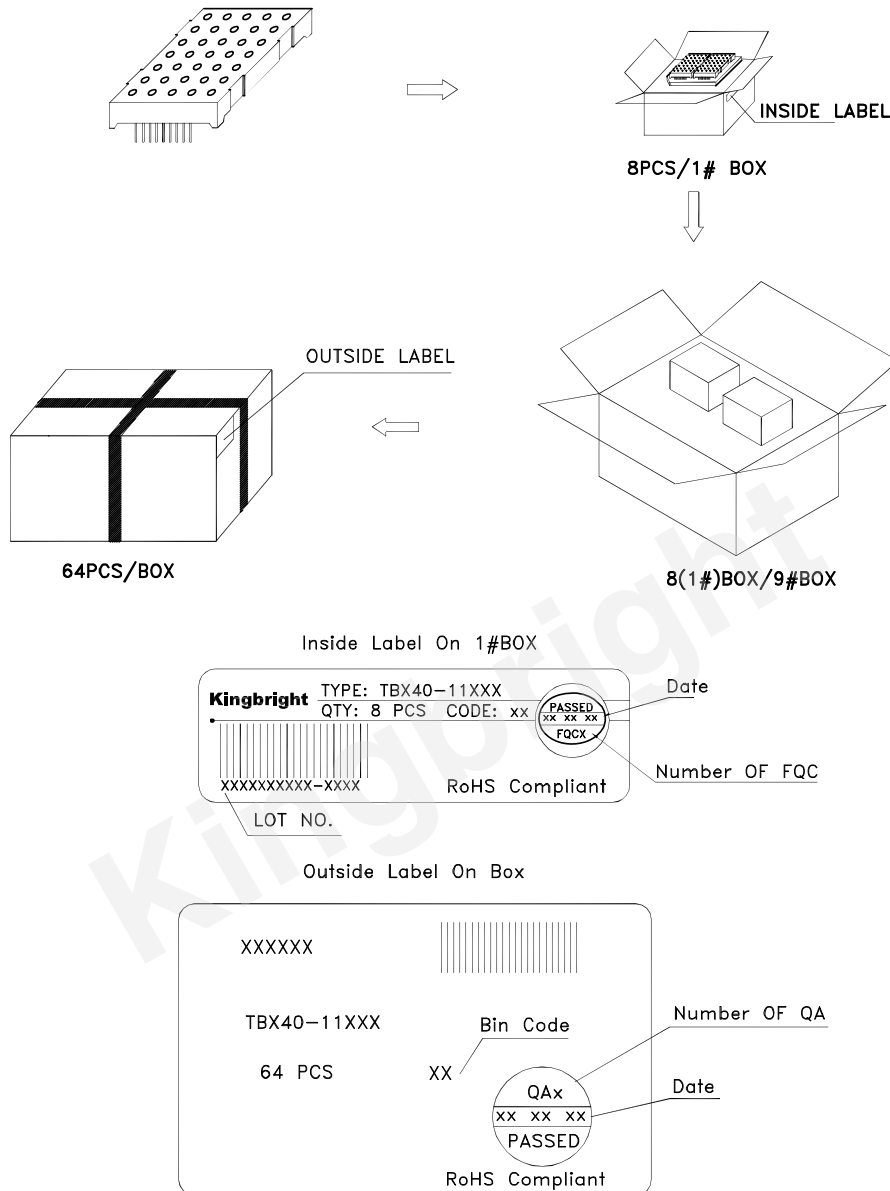 INSIDE LABEL
8PCS/1# BOX
OUTSIDE LABEL
64PCS/BOX
8(1#)BOX/9#BOX
Kingbright
Inside Label On 1#BOX
Kingbright
TYPE: TBX40-11XXX
QTY: 8 PCS CODE: XX
PASSED
XX XX XX
FQCX
Date
Number OF FQC
XXXXXXXXXX-XXXX
RoHS Compliant
LOT NO.
Outside Label On Box
XXXXXX
TBX40-11XXX
Bin Code
Number OF QA
64 PCS
XX
QAx
XX XX XX
PASSED
Date
RoHS Compliant